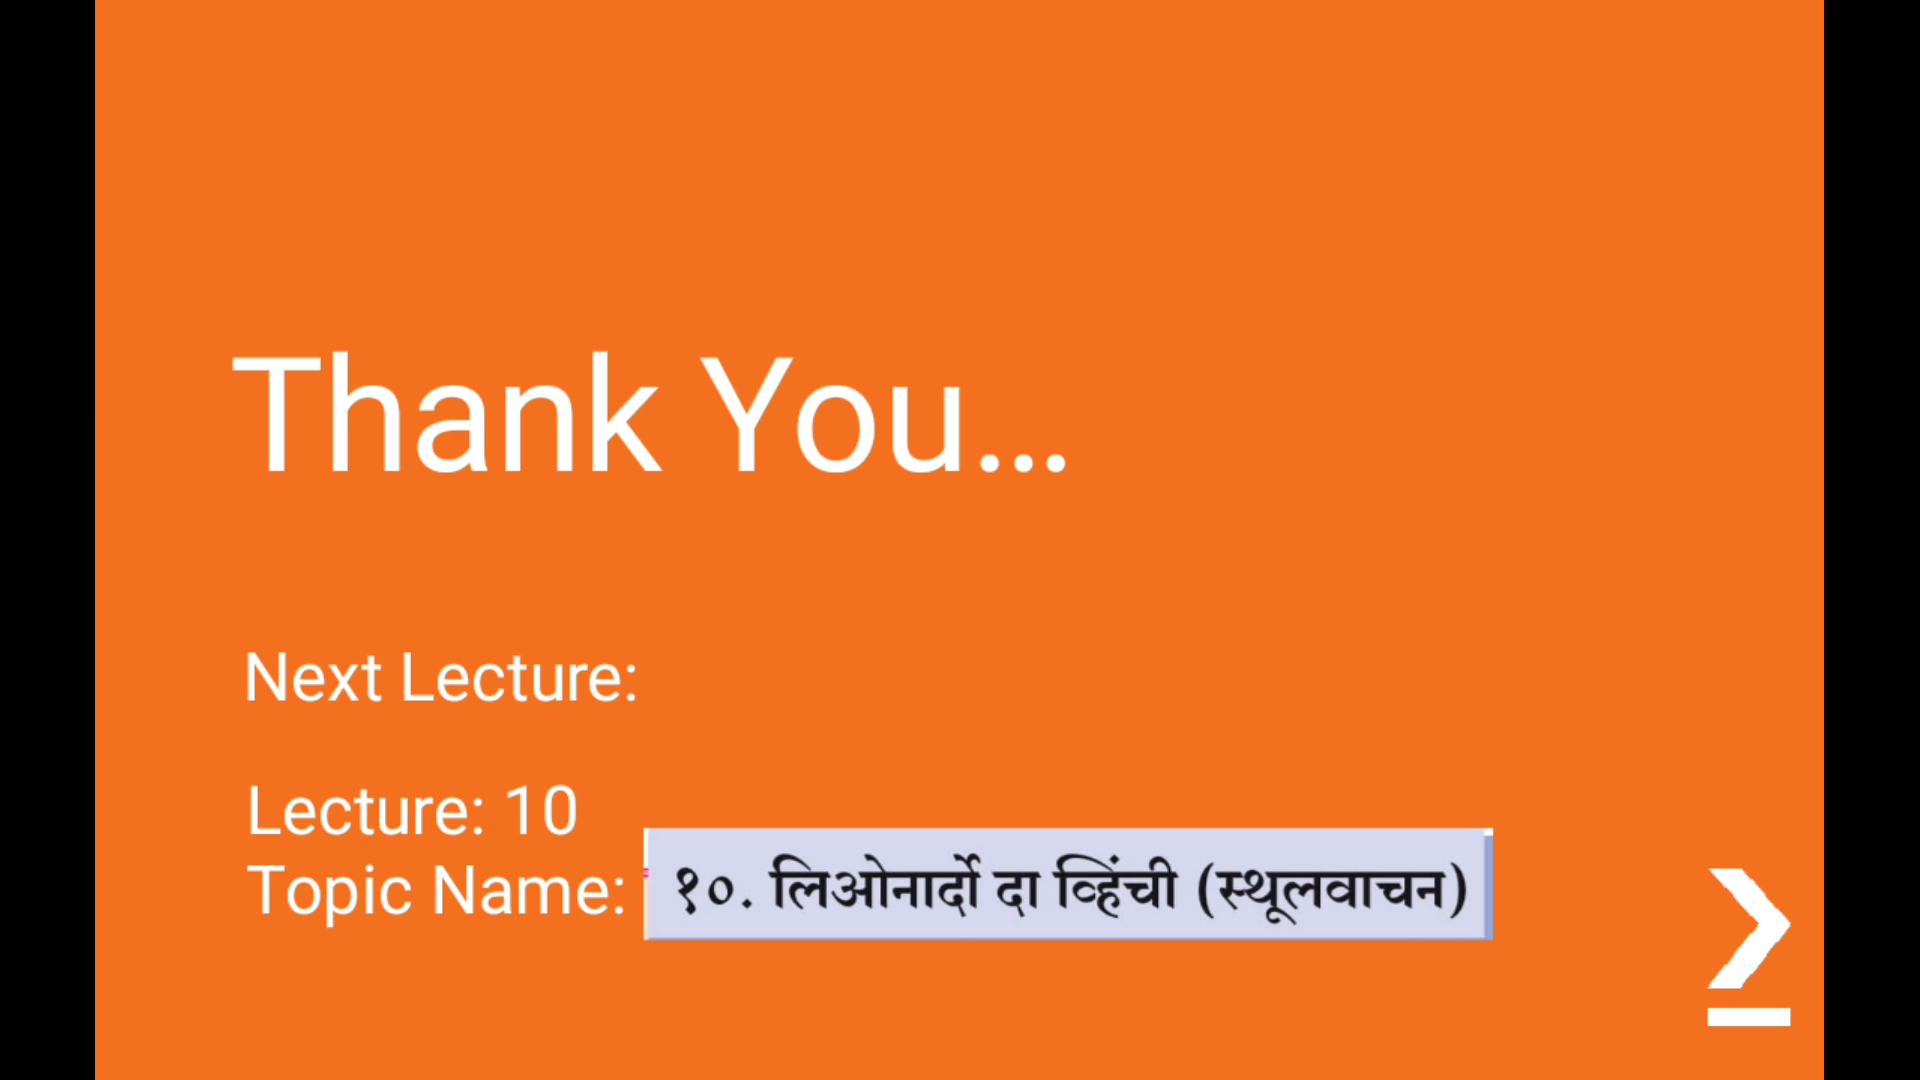 Thank You...
Next Lecture:
Lecture: 10
Topic Name: १०. लिओनार्दो दा व्हिंची (स्थूलवाचन)